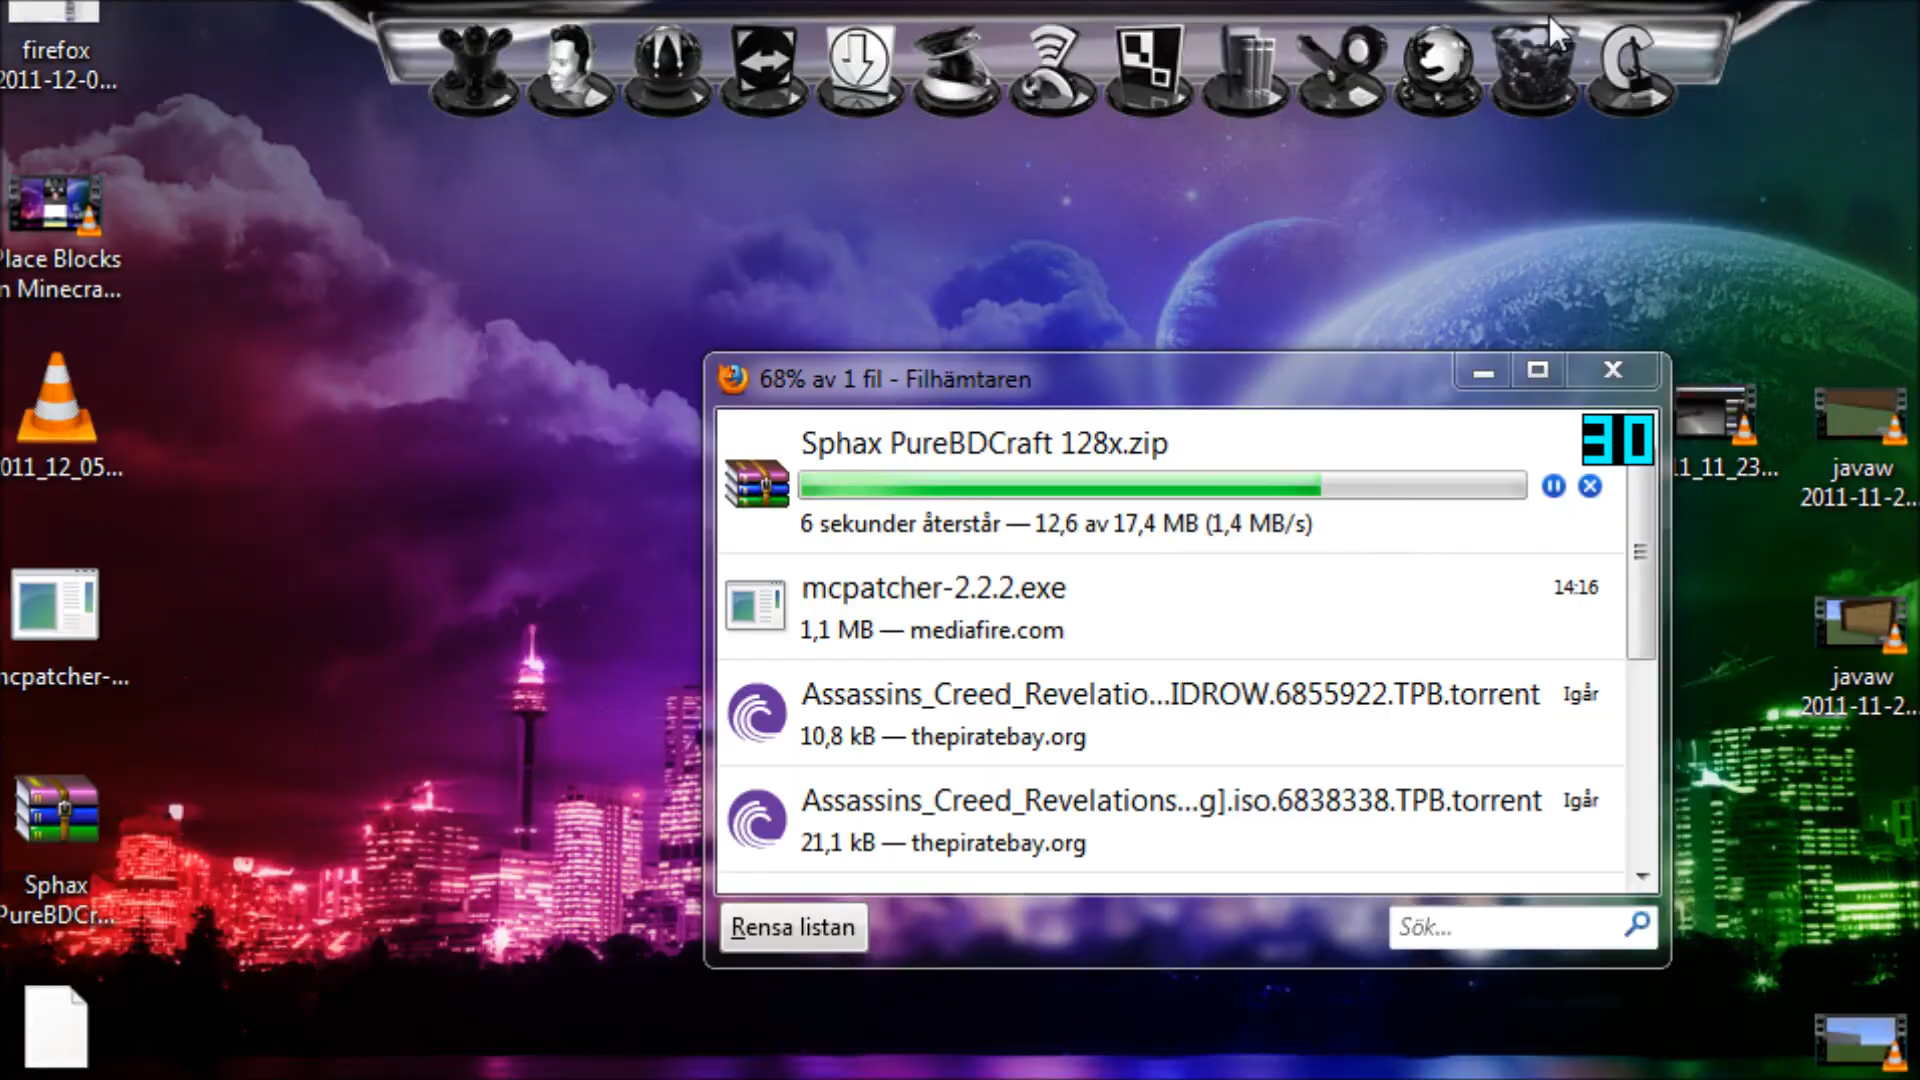 firefox
2011-12-0...
Place Blocks
n Minecra...
011_12_05...
mcpatcher-...
Sphax
PureBDCr...
68% av 1 fil - Filhämtaren
30
Sphax PureBDCraft 128x.zip
6 sekunder återstår — 12,6 av 17,4 MB (1,4 MB/s)
mcpatcher-2.2.2.exe
14:16
1,1 MB — mediafire.com
Assassins_Creed_Revelatio...IDROW.6855922.TPB.torrent
Igår
10,8 kB — thepiratebay.org
Assassins_Creed_Revelations...g].iso.6838338.TPB.torrent
Igår
21,1 kB — thepiratebay.org
Rensa listan
Sök...
11_11_23...
javaw
2011-11-2...
javaw
2011-11-2...